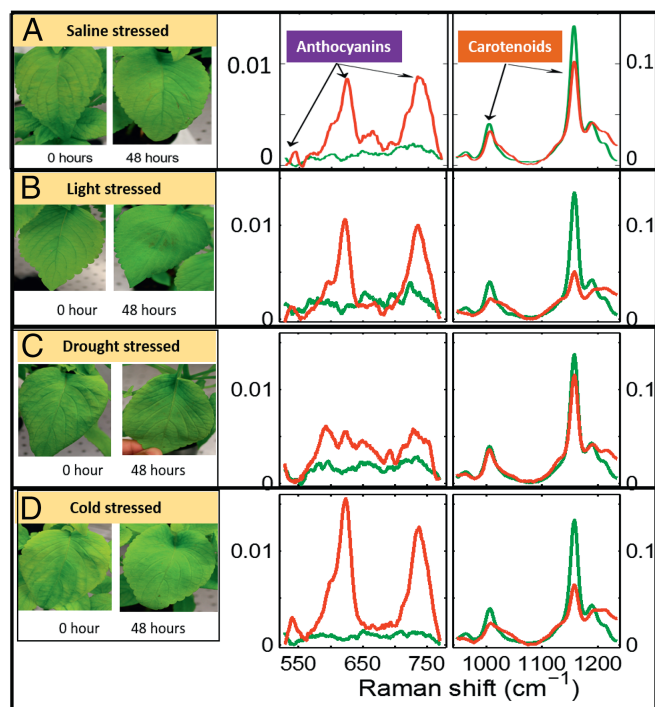 A
Saline stressed
0 hours
48 hours
Anthocyanins
Carotenoids
0.01
0
0.1
0
B
Light stressed
0 hour
48 hours
0.01
0
0.1
0
C
Drought stressed
0 hour
48 hours
0.01
0
0.1
0
D
Cold stressed
0 hour
48 hours
0.01
0
0.1
0
550
650
750
1000
1100
1200
Raman shift (cm⁻¹)